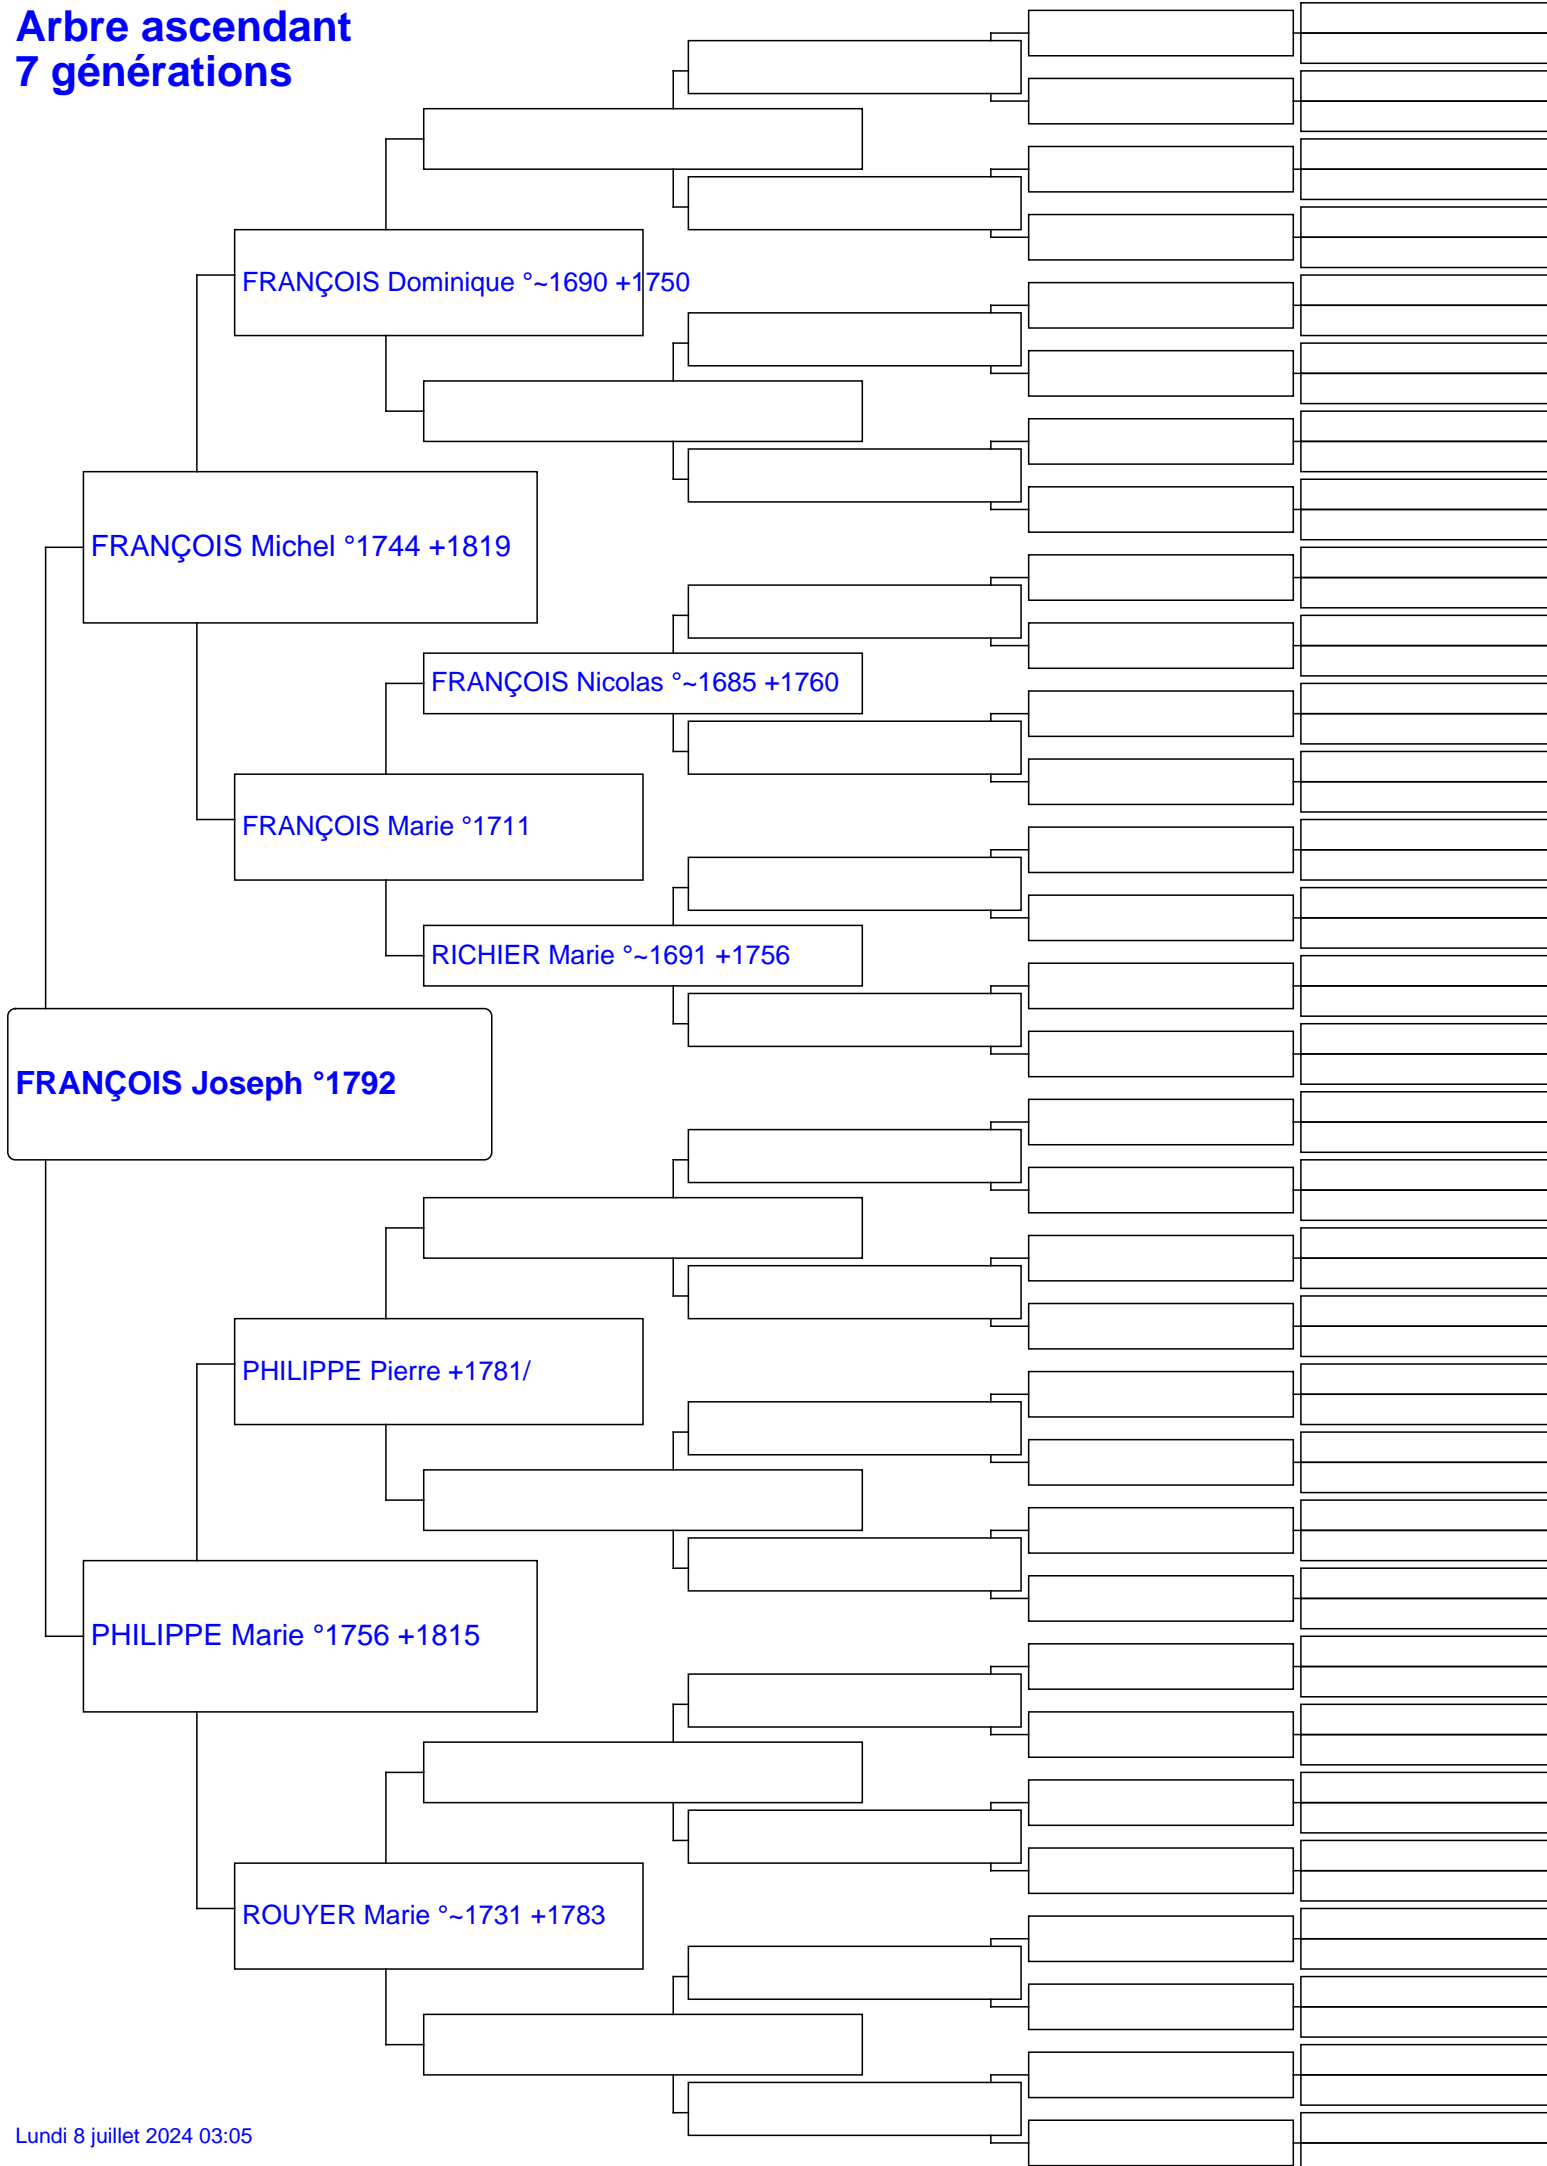 Arbre ascendant
7 générations
FRANÇOIS Dominique °~1690 +1750
FRANÇOIS Michel °1744 +1819
FRANÇOIS Nicolas °~1685 +1760
FRANÇOIS Marie °1711
RICHIER Marie °~1691 +1756
FRANÇOIS Joseph °1792
PHILIPPE Pierre +1781/
PHILIPPE Marie °1756 +1815
ROUYER Marie °~1731 +1783
Lundi 8 juillet 2024 03:05